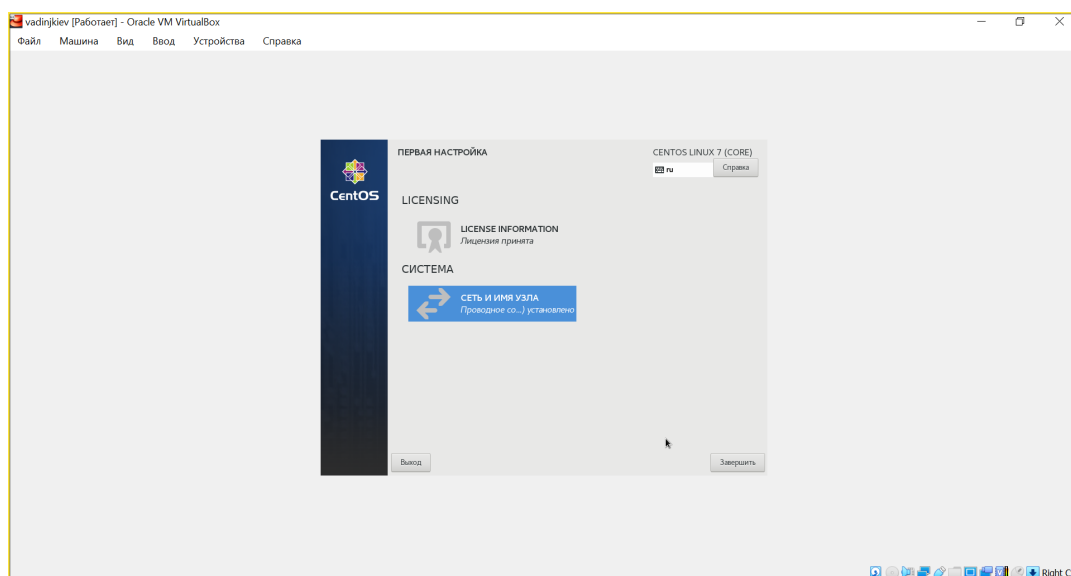 vadinjkiev [Работает] - Oracle VM VirtualBox
Файл Машина Вид Ввод Устройства Справка
ПЕРВАЯ НАСТРОЙКА
CENTOS LINUX 7 (CORE)
ru
Справка
CentOS
LICENSING
LICENSE INFORMATION
Лицензия принята
СИСТЕМА
СЕТЬ И ИМЯ УЗЛА
Проводное со...) установлено
Выход
Завершить
Right C